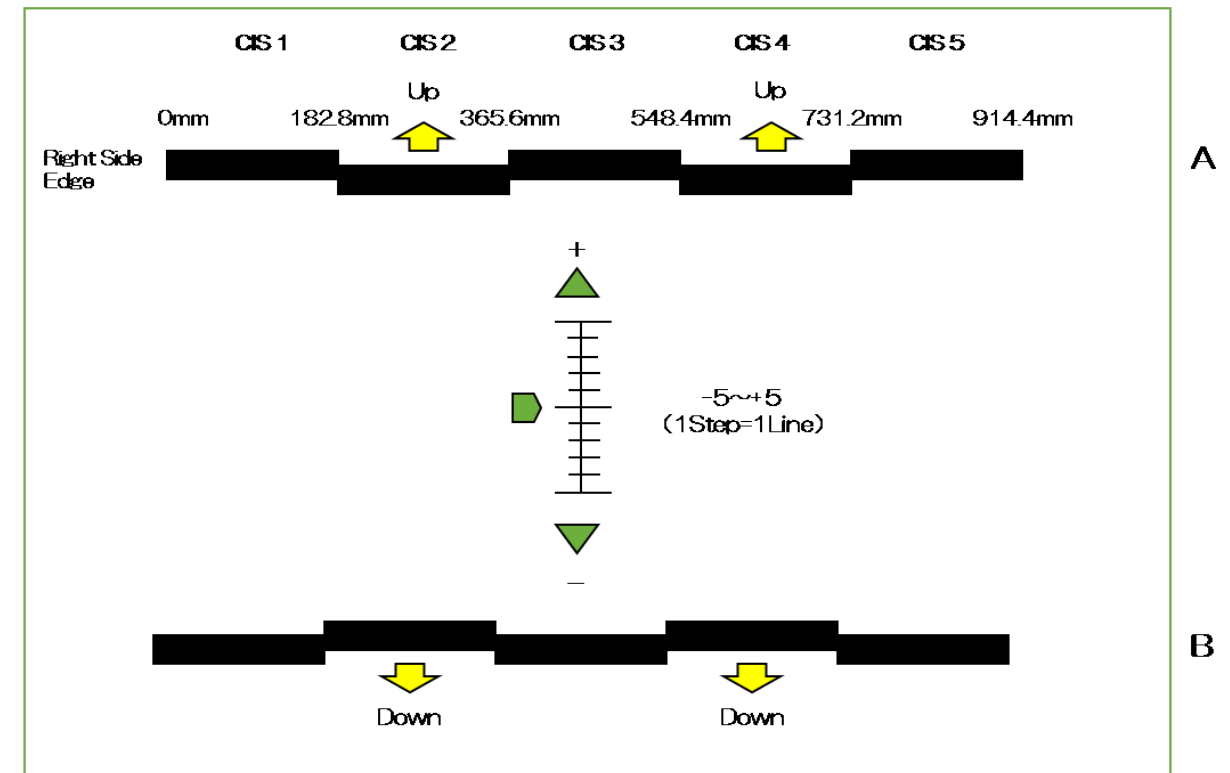 CIS 1 CIS 2 CIS 3 CIS 4 CIS 5
Up Up
0mm 182.8mm 365.6mm 548.4mm 731.2mm 914.4mm
Right Side
Edge
A
+
-5~+5
(1Step=1Line)
−
B
Down Down